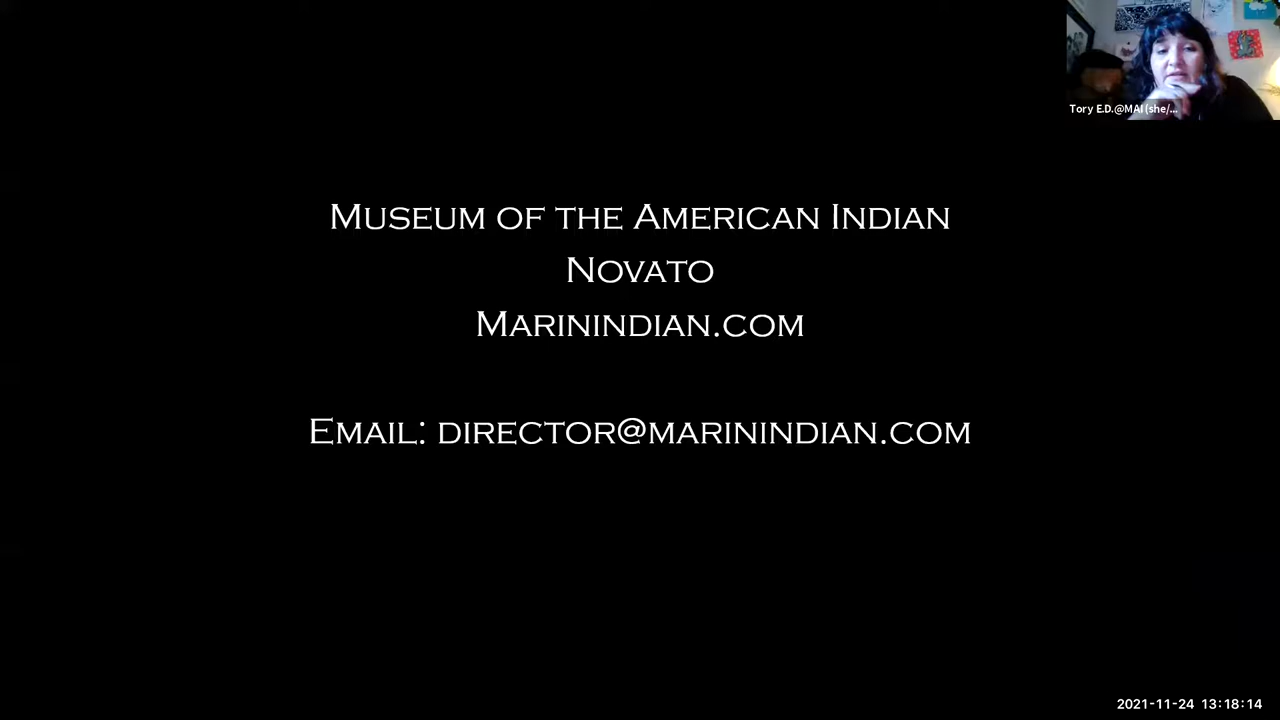 Tory E.D.@MAI (she/...
Museum of the American Indian
Novato
Marinindian.com
Email: director@marinindian.com
2021-11-24 13:18:14